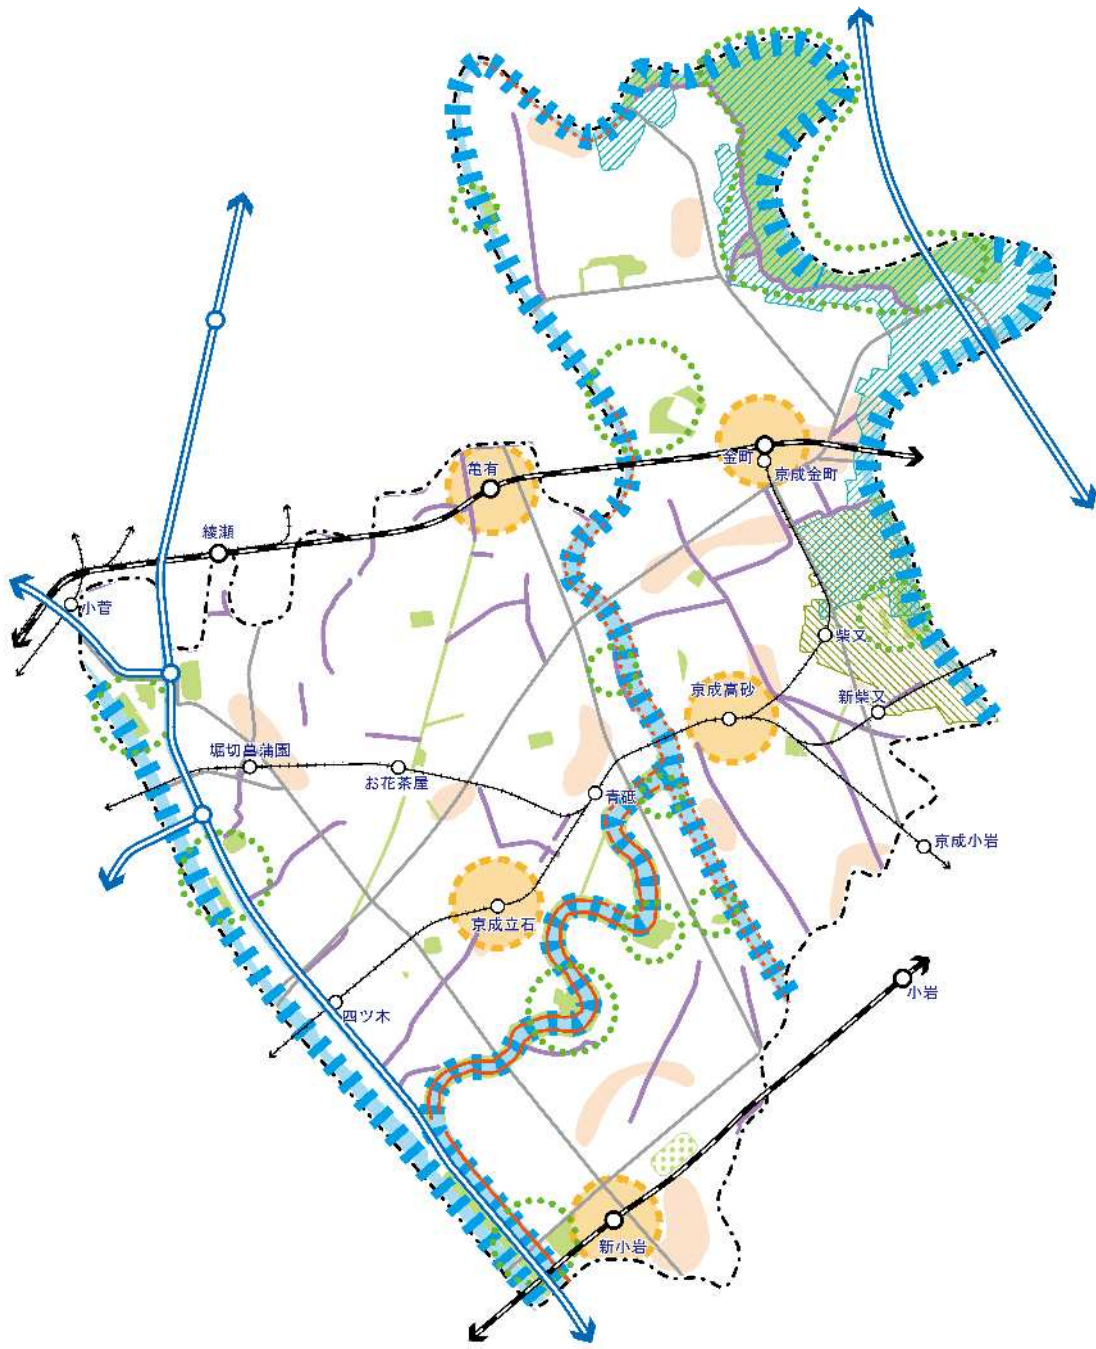 金町
亀有
京成金町
綾瀬
小菅
柴又
京成高砂
新柴又
堀切菖蒲園
お花茶屋
青砥
京成小岩
京成立石
小岩
四ツ木
新小岩